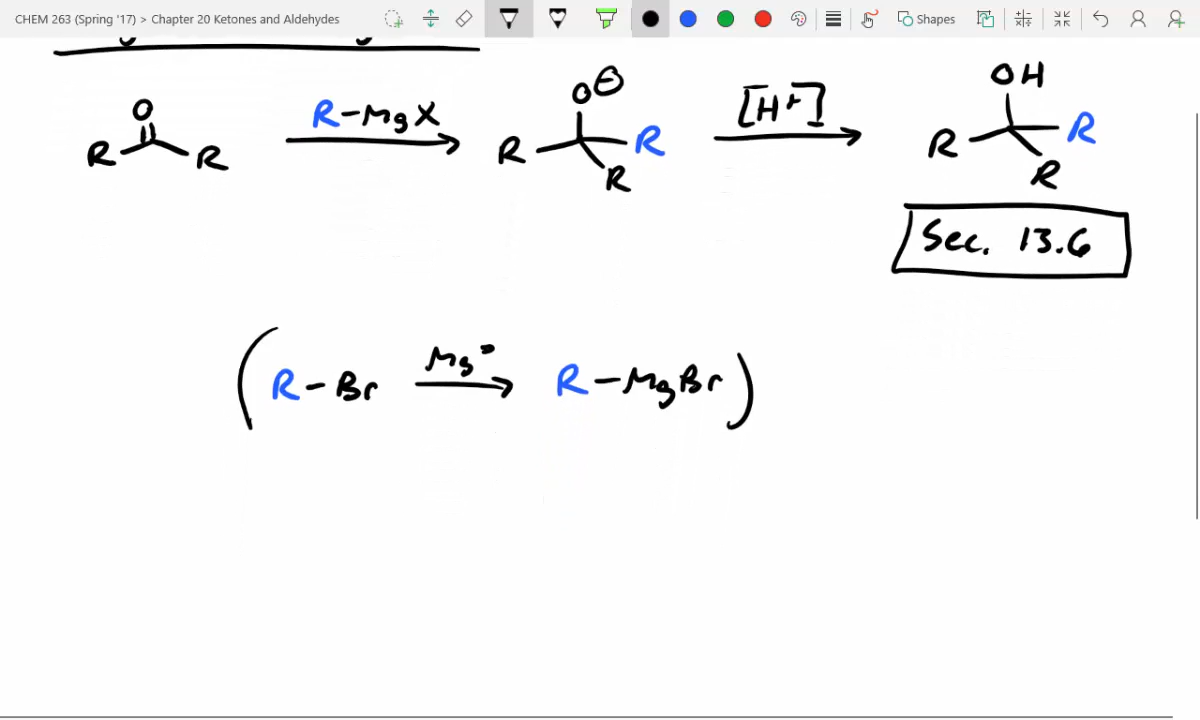 CHEM 263 (Spring '17) > Chapter 20 Ketones and Aldehydes
Shapes
O
R R
R-MgX
O⊖
R R
R
[H+]
OH
R R
R
Sec. 13.6
(R-Br Mg° R-MgBr)